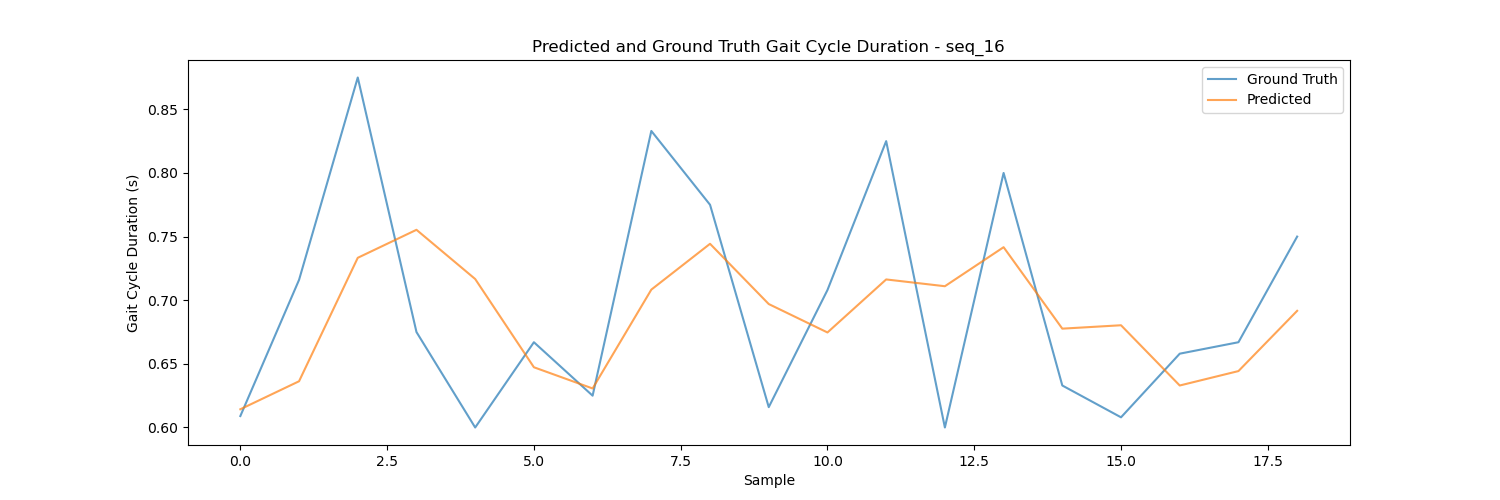 Predicted and Ground Truth Gait Cycle Duration - seq_16
Ground Truth
Predicted
Gait Cycle Duration (s)
0.85
0.80
0.75
0.70
0.65
0.60
0.0 2.5 5.0 7.5 10.0 12.5 15.0 17.5
Sample